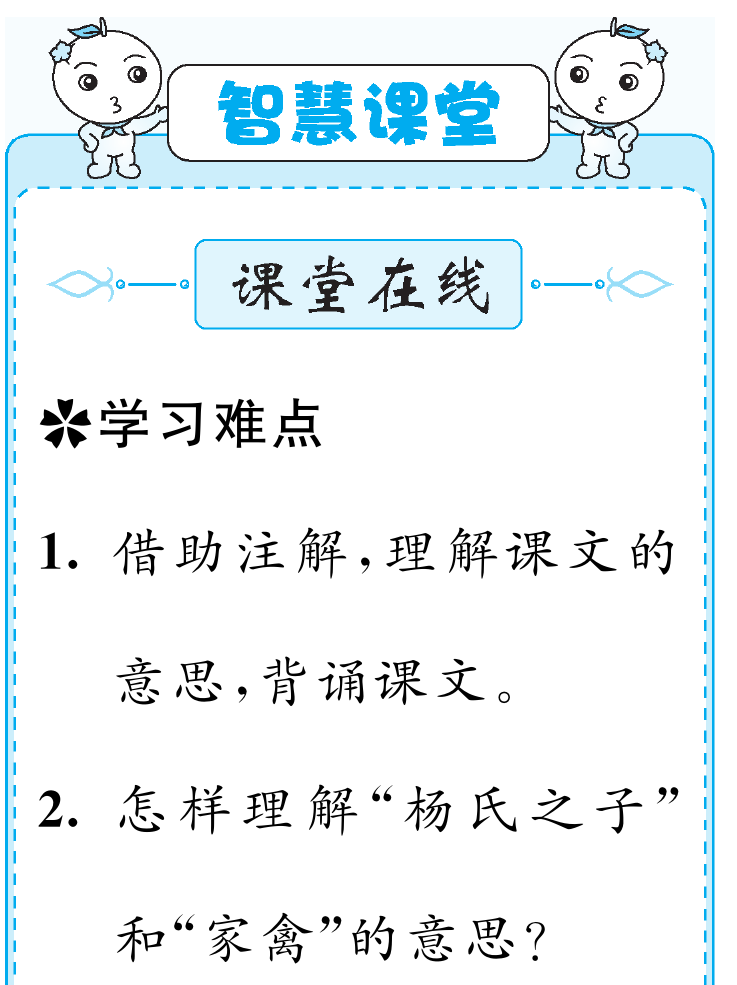 智慧课堂
课堂在线
学习难点
1. 借助注解,理解课文的
意思,背诵课文。
2. 怎样理解“杨氏之子”
和“家禽”的意思?